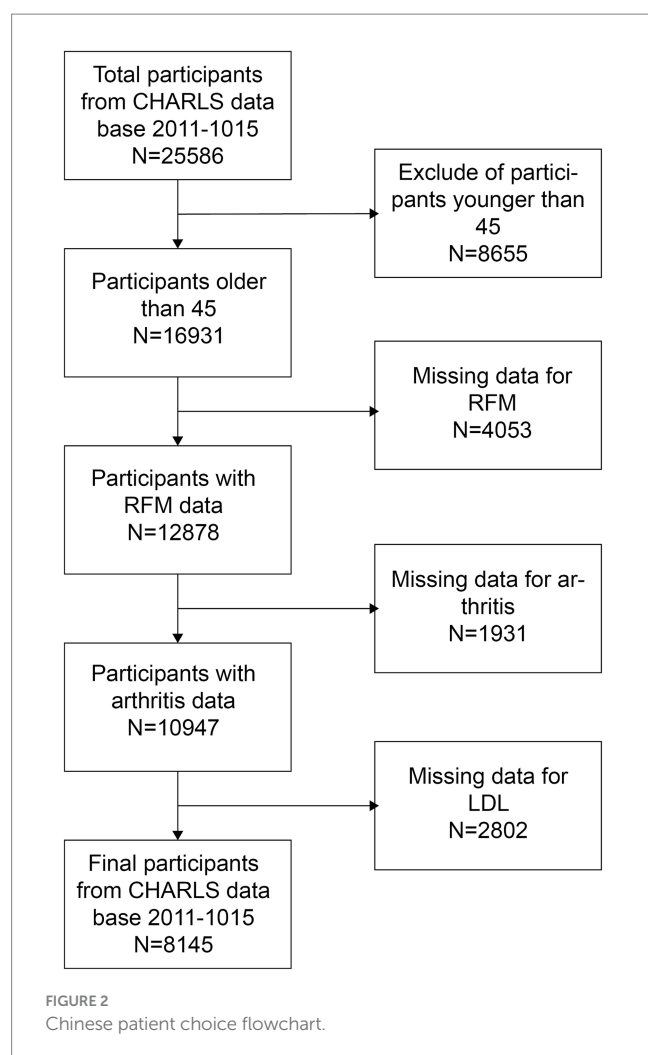 Total participants
from CHARLS data
base 2011-1015
N=25586
Exclude of partici-
pants younger than
45
N=8655
Participants older
than 45
N=16931
Missing data for
RFM
N=4053
Participants with
RFM data
N=12878
Missing data for ar-
thritis
N=1931
Participants with
arthritis data
N=10947
Missing data for
LDL
N=2802
Final participants
from CHARLS data
base 2011-1015
N=8145
FIGURE 2
Chinese patient choice flowchart.